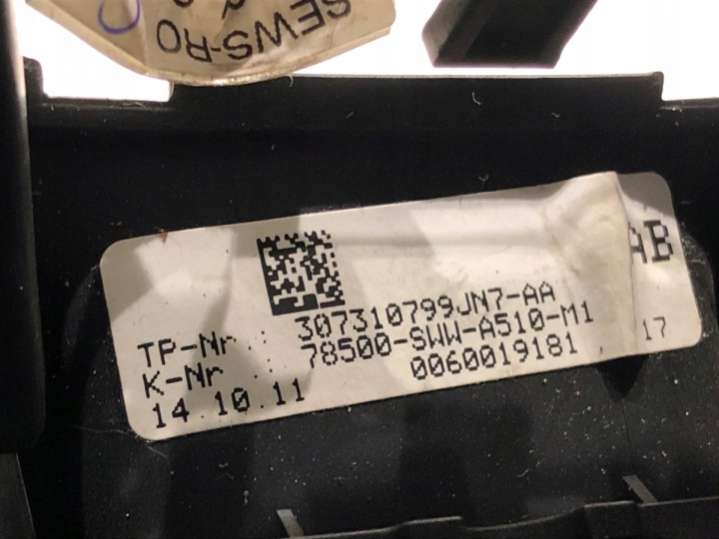 SEWS-RO
AB
TP-Nr : 307310799JN7-AA
K-Nr : 78500-SWW-A510-M1
14.10.11 0060019181 17